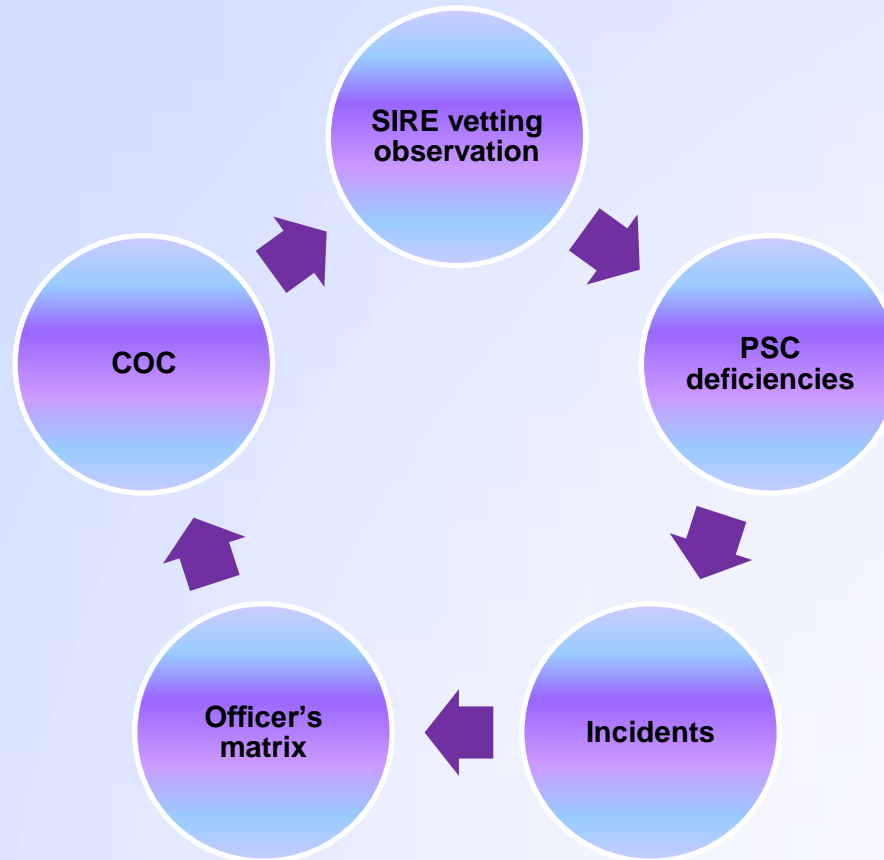 SIRE vetting
observation
PSC
deficiencies
Incidents
Officer’s
matrix
COC